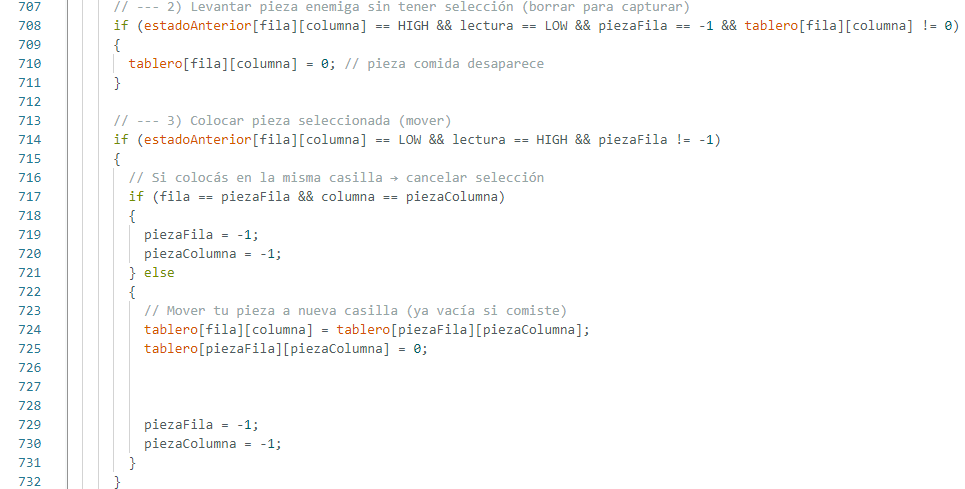 707 // --- 2) Levantar pieza enemiga sin tener selección (borrar para capturar)
708 if (estadoAnterior[fila][columna] == HIGH && lectura == LOW && piezaFila == -1 && tablero[fila][columna] != 0)
709 {
710 tablero[fila][columna] = 0; // pieza comida desaparece
711 }
712
713 // --- 3) Colocar pieza seleccionada (mover)
714 if (estadoAnterior[fila][columna] == LOW && lectura == HIGH && piezaFila != -1)
715 {
716 // Si colocás en la misma casilla → cancelar selección
717 if (fila == piezaFila && columna == piezaColumna)
718 {
719 piezaFila = -1;
720 piezaColumna = -1;
721 } else
722 {
723 // Mover tu pieza a nueva casilla (ya vacía si comiste)
724 tablero[fila][columna] = tablero[piezaFila][piezaColumna];
725 tablero[piezaFila][piezaColumna] = 0;
726
727
728
729 piezaFila = -1;
730 piezaColumna = -1;
731 }
732 }